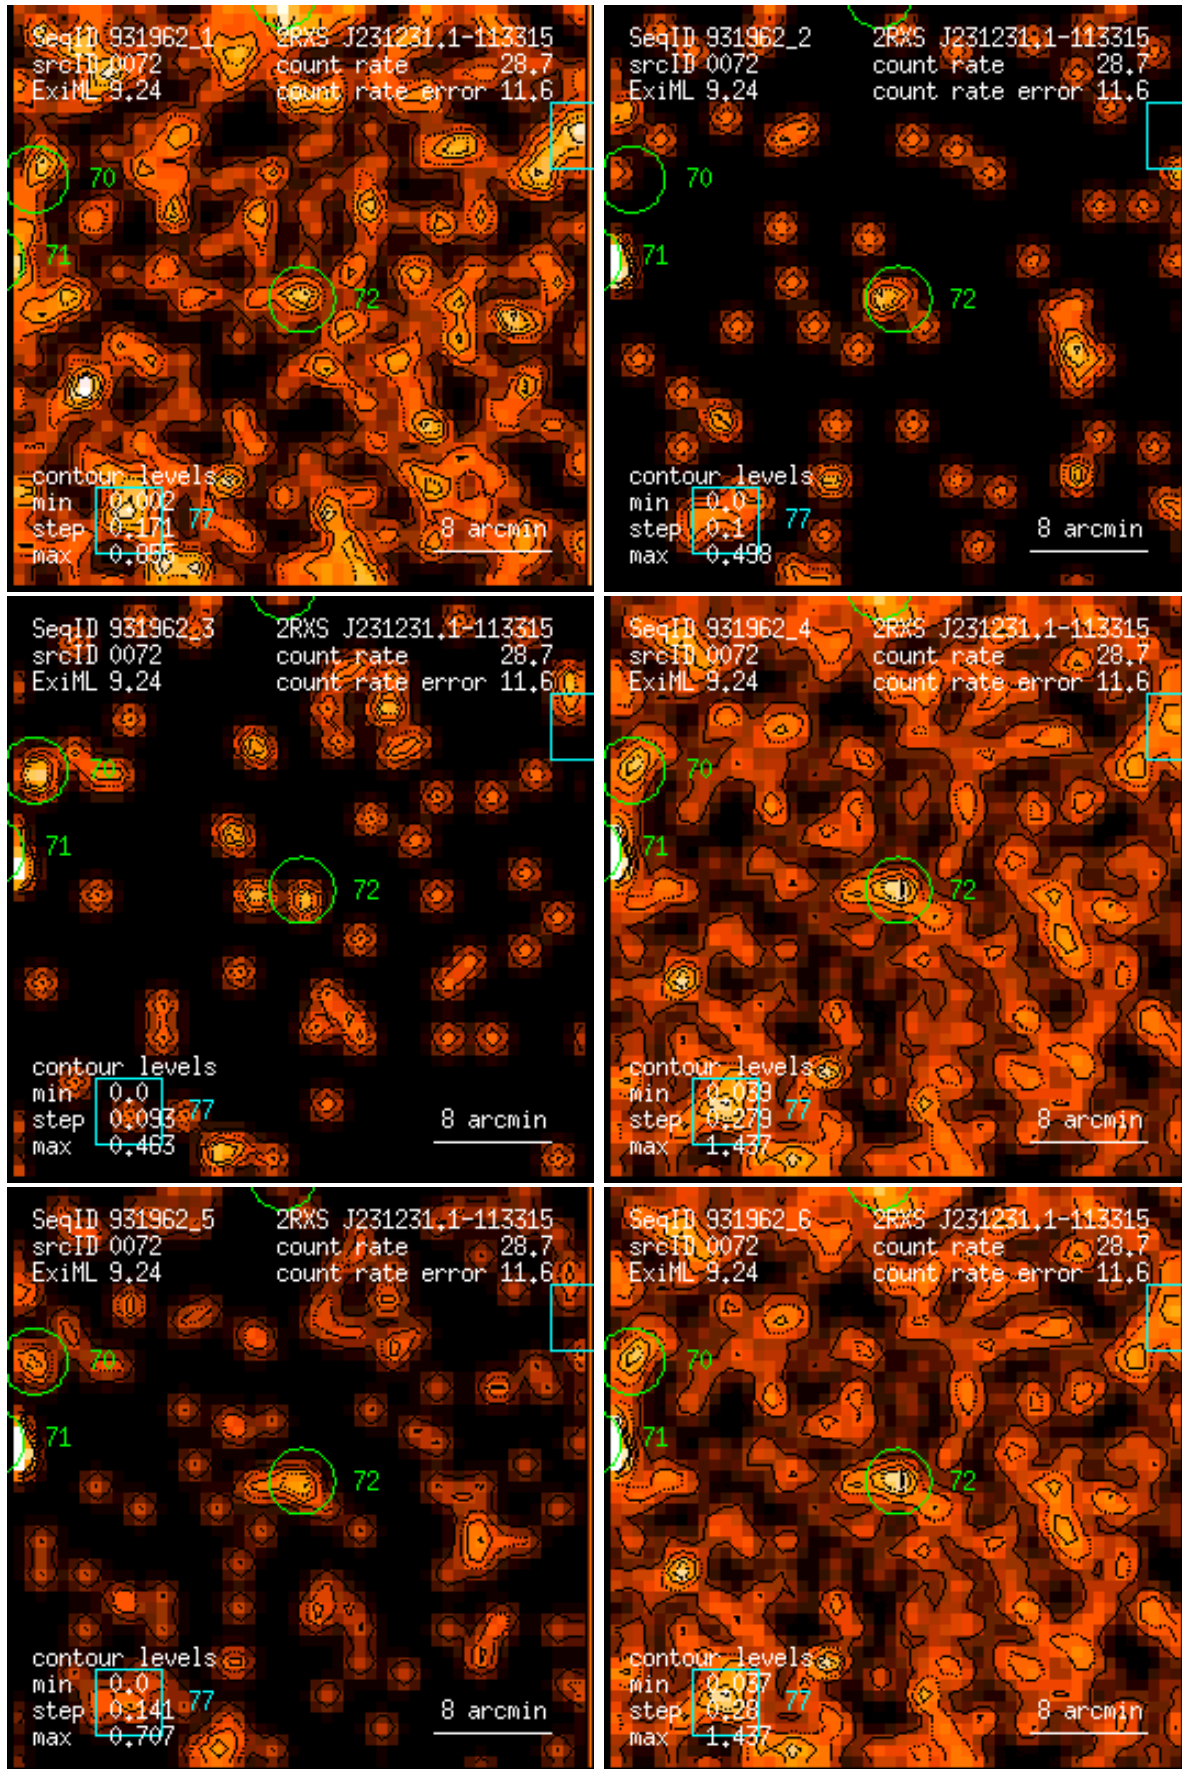 SeqID 931962_1 2RXS J231231.1-113315
srcID 0072 count rate 28.7
ExiML 9.24 count rate error 11.6
70
71
72
contour levels
min 0.002
step 0.171
max 0.855
77
8 arcmin
SeqID 931962_2 2RXS J231231.1-113315
srcID 0072 count rate 28.7
ExiML 9.24 count rate error 11.6
70
71
72
contour levels
min 0.0
step 0.1
max 0.498
77
8 arcmin
SeqID 931962_3 2RXS J231231.1-113315
srcID 0072 count rate 28.7
ExiML 9.24 count rate error 11.6
70
71
72
contour levels
min 0.0
step 0.093
max 0.463
77
8 arcmin
SeqID 931962_4 2RXS J231231.1-113315
srcID 0072 count rate 28.7
ExiML 9.24 count rate error 11.6
70
71
72
contour levels
min 0.039
step 0.279
max 1.437
77
8 arcmin
SeqID 931962_5 2RXS J231231.1-113315
srcID 0072 count rate 28.7
ExiML 9.24 count rate error 11.6
70
71
72
contour levels
min 0.0
step 0.141
max 0.707
77
8 arcmin
SeqID 931962_6 2RXS J231231.1-113315
srcID 0072 count rate 28.7
ExiML 9.24 count rate error 11.6
70
71
72
contour levels
min 0.037
step 0.28
max 1.437
77
8 arcmin